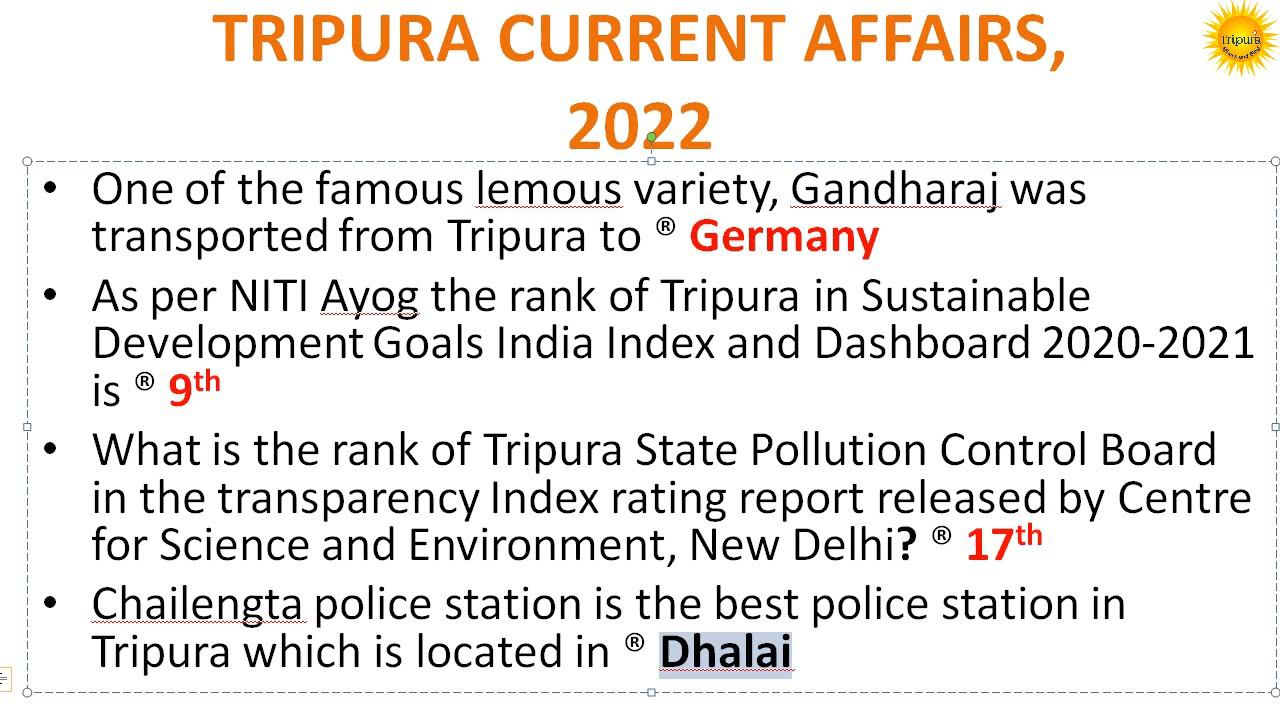 TRIPURA CURRENT AFFAIRS,
2022
Tripura
• One of the famous lemous variety, Gandharaj was
transported from Tripura to ® Germany
• As per NITI Ayog the rank of Tripura in Sustainable
Development Goals India Index and Dashboard 2020-2021
is ® 9th
• What is the rank of Tripura State Pollution Control Board
in the transparency Index rating report released by Centre
for Science and Environment, New Delhi? ® 17th
• Chailengta police station is the best police station in
Tripura which is located in ® Dhalai